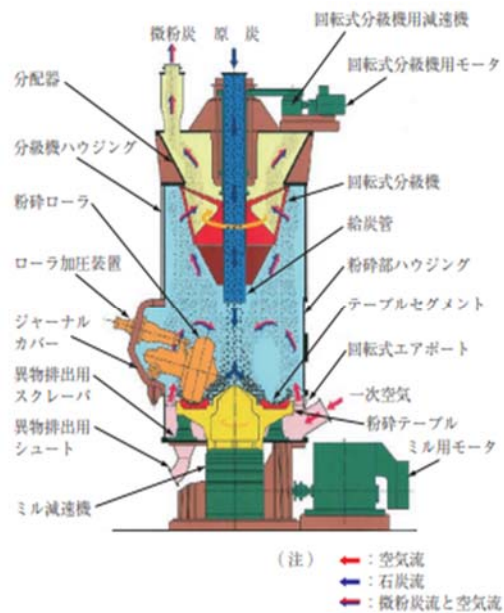 微粉炭 原 炭
回転式分級機用減速機
回転式分級機用モータ
分配器
分級機ハウジング
粉砕ローラ
ローラ加圧装置
ジャーナル
カバー
異物排出用
スクレーパ
異物排出用
シュート
ミル減速機
回転式分級機
給炭管
粉砕部ハウジング
テーブルセグメント
回転式エアポート
一次空気
粉砕テーブル
ミル用モータ
(注)
:空気流
:石炭流
:微粉炭流と空気流